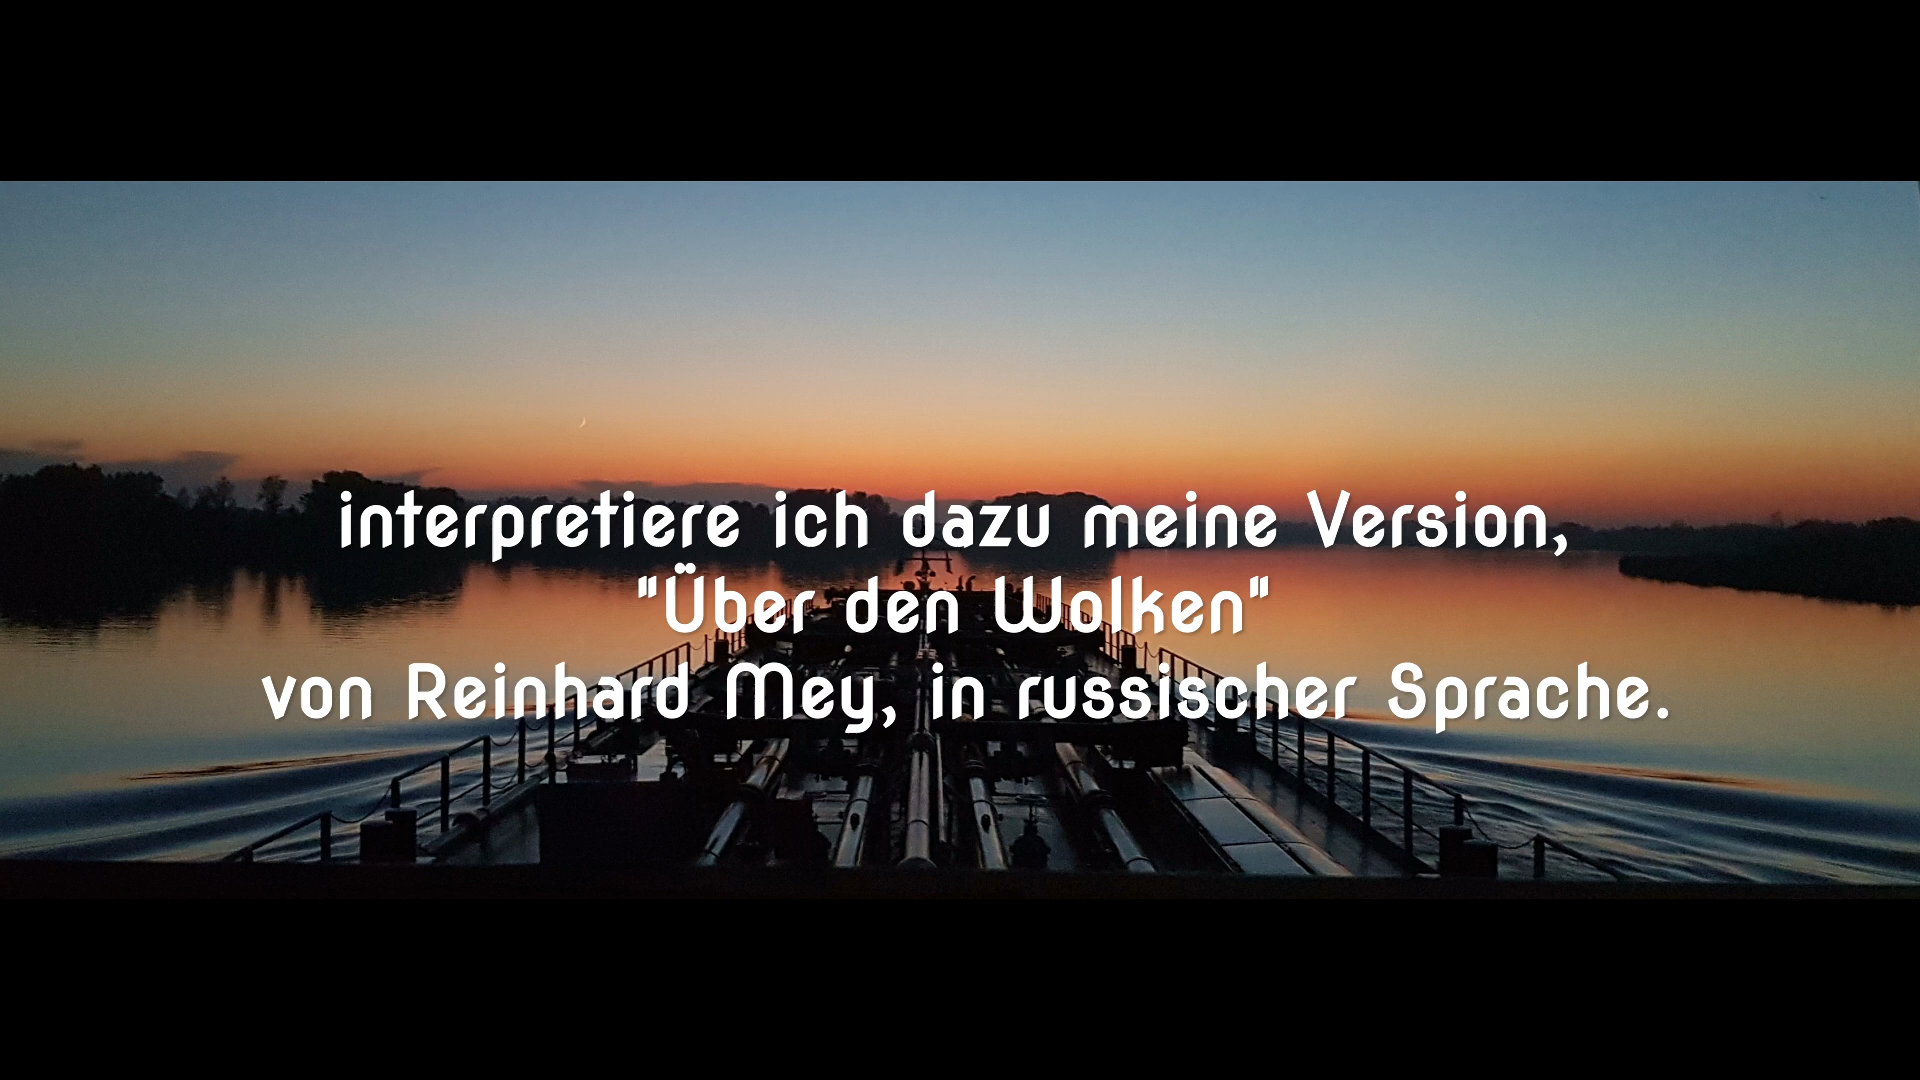 interpretiere ich dazu meine Version,
"Über den Wolken"
von Reinhard Mey, in russischer Sprache.